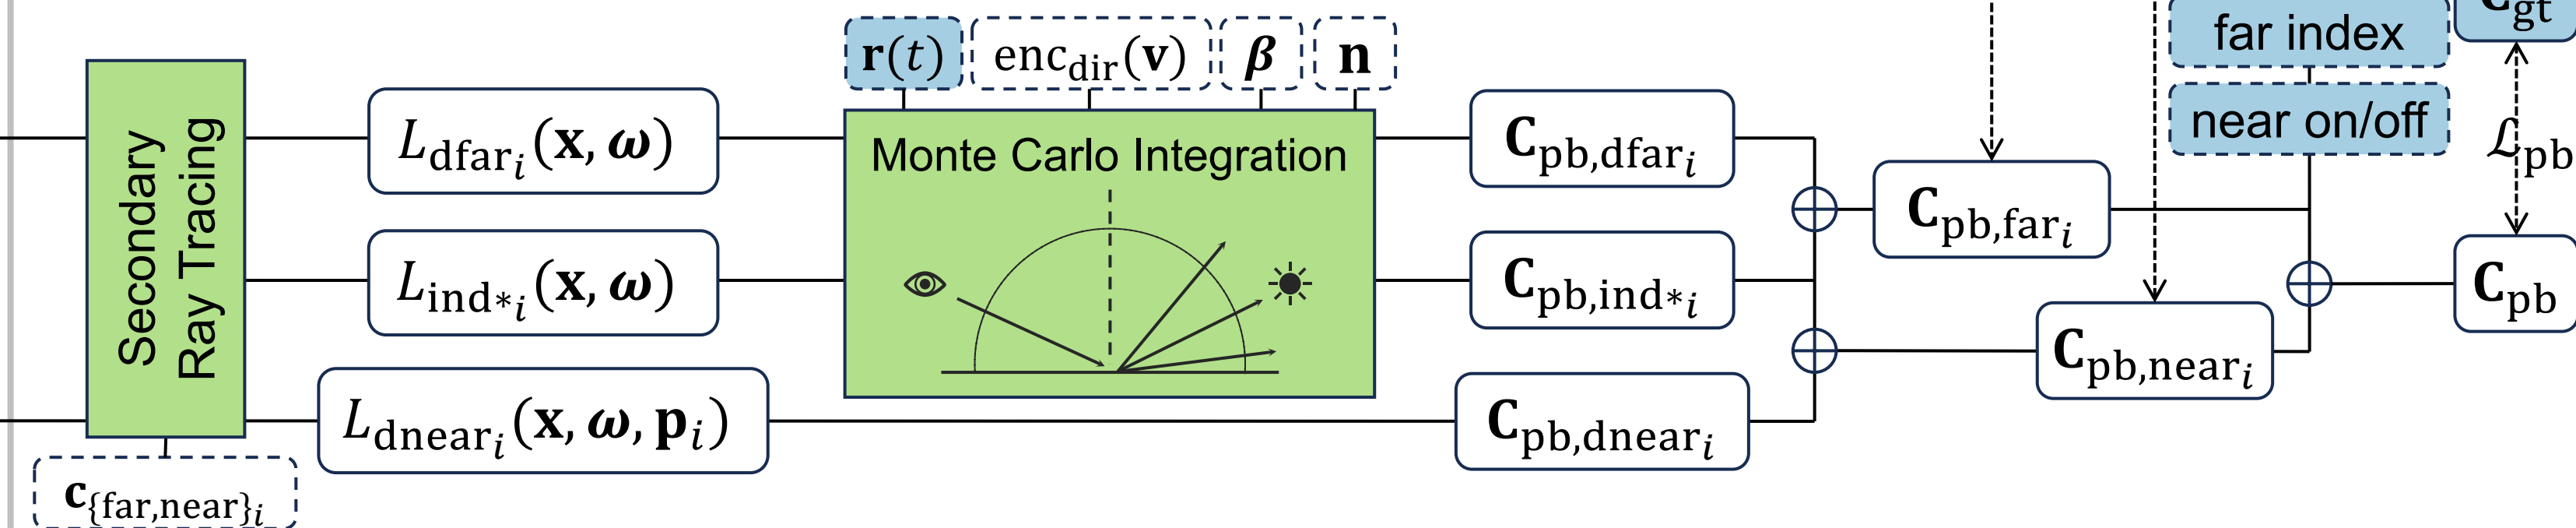 r(t) enc_dir(v) β n
far index
C_gt
near on/off
Secondary
Ray Tracing
L_dfar_i(x, ω)
Monte Carlo Integration
C_pb,dfar_i
ℒ_pb
C_pb,far_i
L_ind*_i(x, ω)
C_pb,ind*_i
C_pb
C_pb,near_i
L_dnear_i(x, ω, p_i)
C_pb,dnear_i
c_{far,near}_i